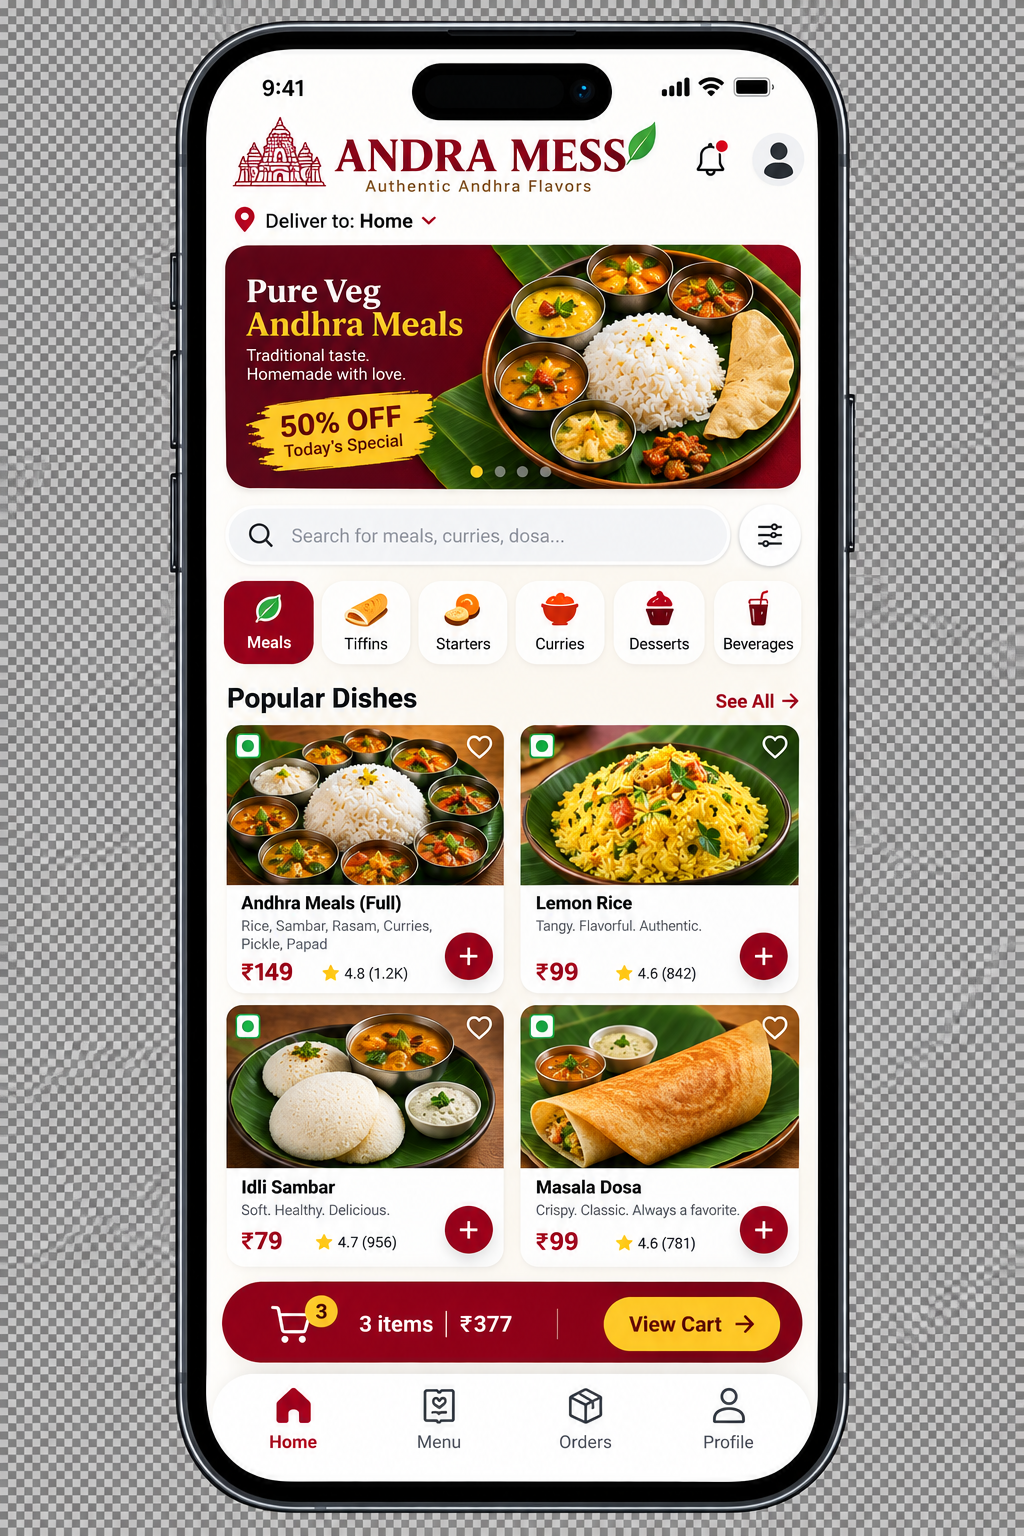 9:41
ANDRA MESS
Authentic Andhra Flavors
Deliver to: Home
Pure Veg
Andhra Meals
Traditional taste.
Homemade with love.
50% OFF
Today's Special
Search for meals, curries, dosa...
Meals
Tiffins
Starters
Curries
Desserts
Beverages
Popular Dishes
See All →
Andhra Meals (Full)
Rice, Sambar, Rasam, Curries,
Pickle, Papad
₹149
4.8 (1.2K)
Lemon Rice
Tangy. Flavorful. Authentic.
₹99
4.6 (842)
Idli Sambar
Soft. Healthy. Delicious.
₹79
4.7 (956)
Masala Dosa
Crispy. Classic. Always a favorite.
₹99
4.6 (781)
3
3 items | ₹377
View Cart →
Home
Menu
Orders
Profile